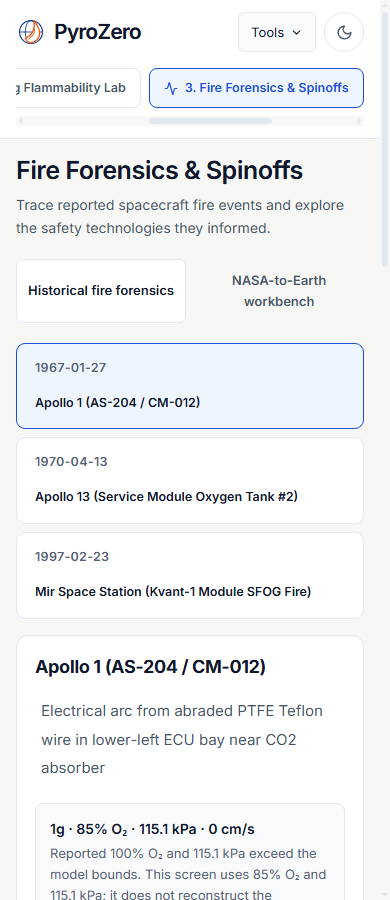 PyroZero
Tools
g Flammability Lab
3. Fire Forensics & Spinoffs
Fire Forensics & Spinoffs
Trace reported spacecraft fire events and explore
the safety technologies they informed.
Historical fire forensics
NASA-to-Earth
workbench
1967-01-27
Apollo 1 (AS-204 / CM-012)
1970-04-13
Apollo 13 (Service Module Oxygen Tank #2)
1997-02-23
Mir Space Station (Kvant-1 Module SFOG Fire)
Apollo 1 (AS-204 / CM-012)
Electrical arc from abraded PTFE Teflon
wire in lower-left ECU bay near CO2
absorber
1g · 85% O₂ · 115.1 kPa · 0 cm/s
Reported 100% O₂ and 115.1 kPa exceed the
model bounds. This screen uses 85% O₂ and
115.1 kPa; it does not reconstruct the